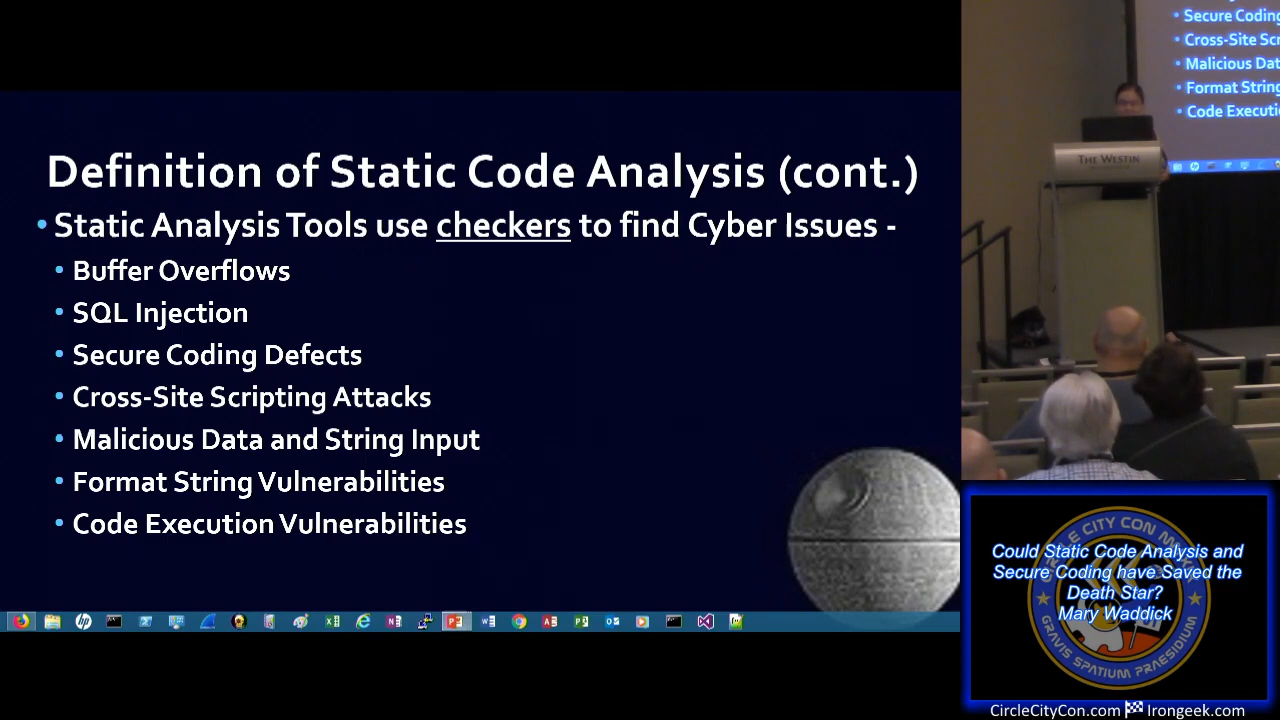 Definition of Static Code Analysis (cont.)
• Static Analysis Tools use checkers to find Cyber Issues -
• Buffer Overflows
• SQL Injection
• Secure Coding Defects
• Cross-Site Scripting Attacks
• Malicious Data and String Input
• Format String Vulnerabilities
• Code Execution Vulnerabilities
• Secure Coding
• Cross-Site Scr
• Malicious Dat
• Format String
• Code Executi
THE WESTIN
CIRCLE CITY CON
GRAVIS SPATIUM PRAESIDIUM
Could Static Code Analysis and
Secure Coding have Saved the
Death Star?
Mary Waddick
CircleCityCon.com Irongeek.com